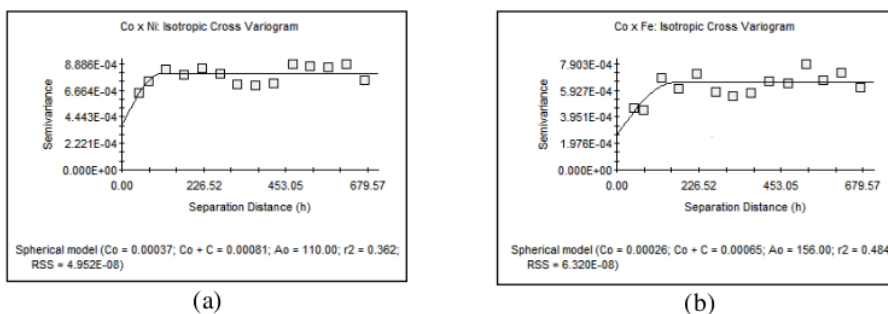 Co x Ni: Isotropic Cross Variogram
8.886E-04
6.664E-04
4.443E-04
2.221E-04
0.000E+00
Semivariance
0.00 226.52 453.05 679.57
Separation Distance (h)
Spherical model (Co = 0.00037; Co + C = 0.00081; Ao = 110.00; r2 = 0.362;
RSS = 4.952E-08)
(a)
Co x Fe: Isotropic Cross Variogram
7.903E-04
5.927E-04
3.951E-04
1.976E-04
0.000E+00
Semivariance
0.00 226.52 453.05 679.57
Separation Distance (h)
Spherical model (Co = 0.00026; Co + C = 0.00065; Ao = 156.00; r2 = 0.484
RSS = 6.320E-08)
(b)